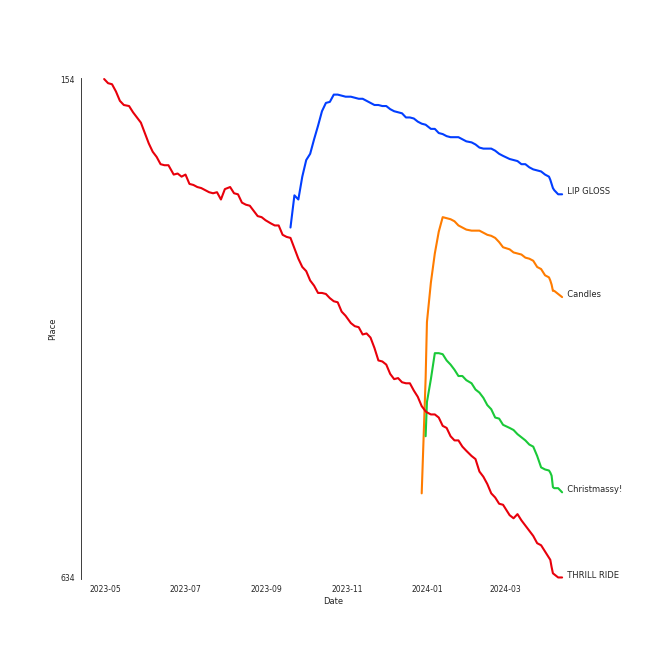 154
LIP GLOSS
Candles
Place
Christmassy!
THRILL RIDE
634
2023-05 2023-07 2023-09 2023-11 2024-01 2024-03
Date